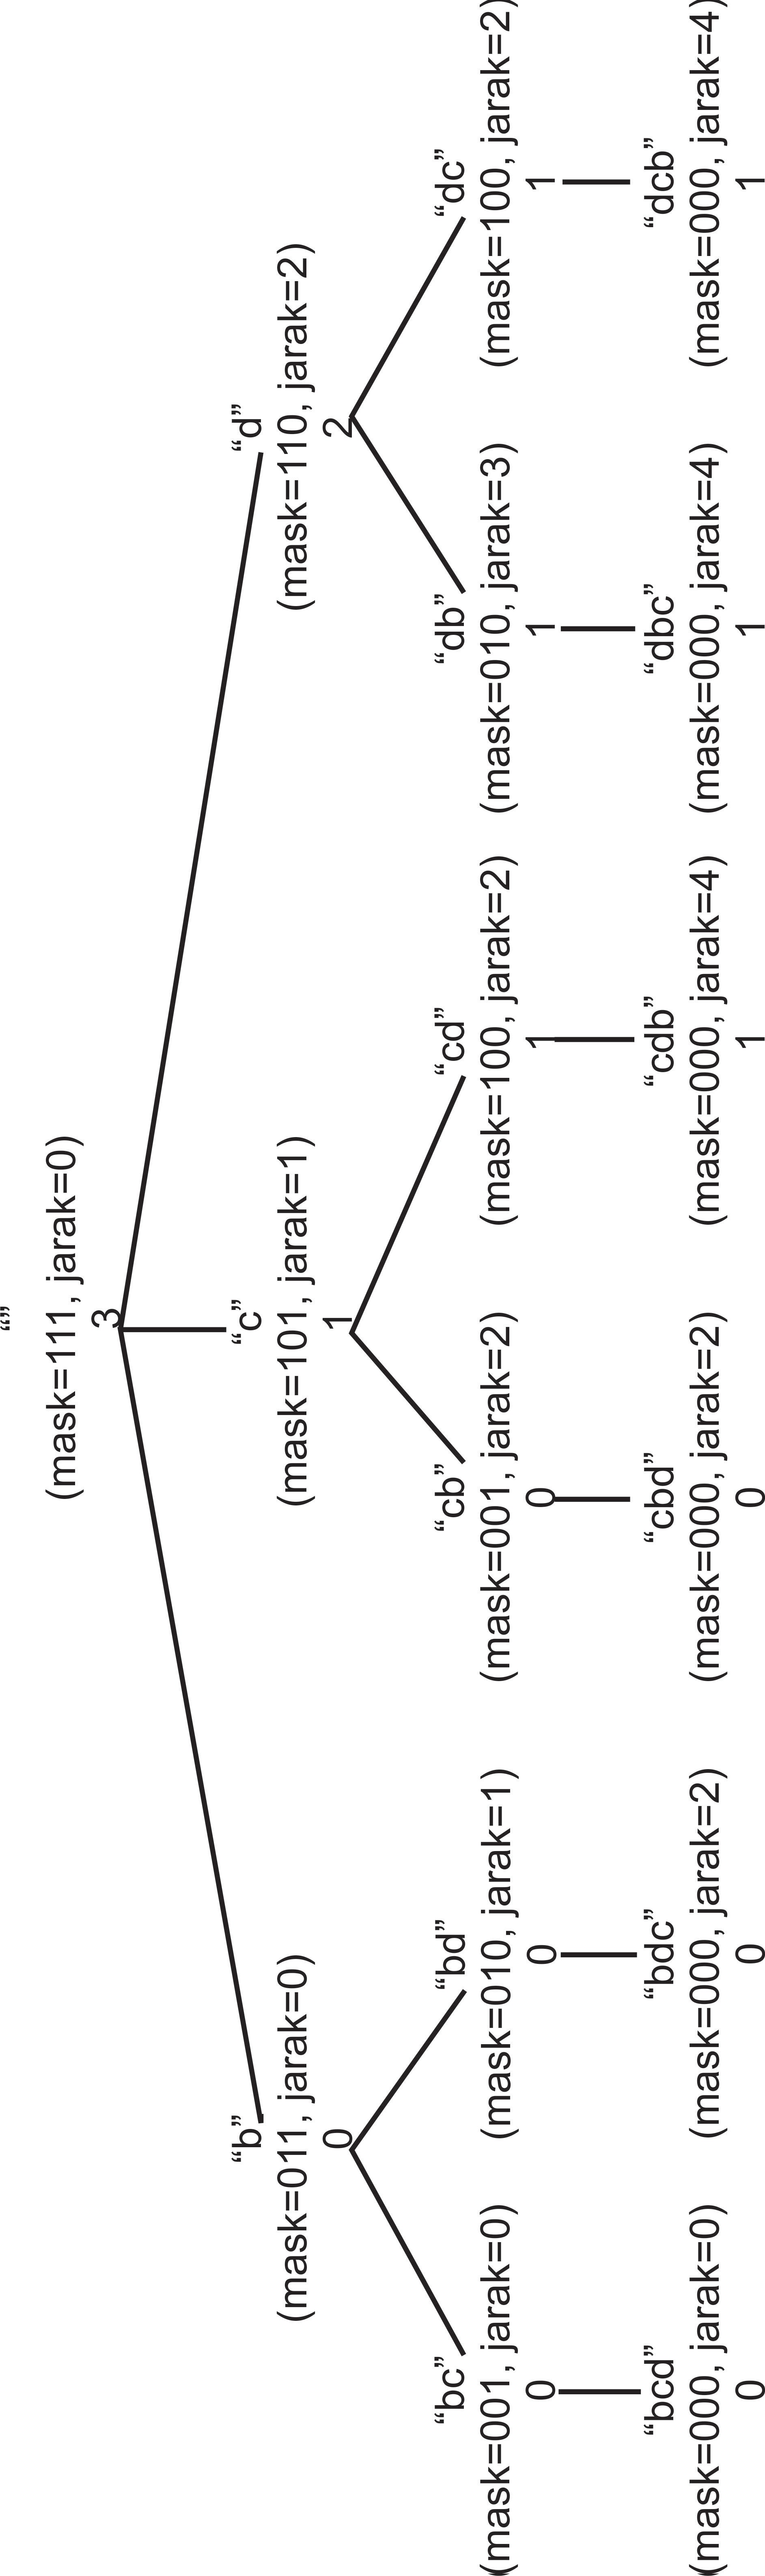 “”
(mask=111, jarak=0)
3
“b”
(mask=011, jarak=0)
0
“c”
(mask=101, jarak=1)
1
“d”
(mask=110, jarak=2)
2
“bc”
(mask=001, jarak=0)
0
“bd”
(mask=010, jarak=1)
0
“cb”
(mask=001, jarak=2)
0
“cd”
(mask=100, jarak=2)
1
“db”
(mask=010, jarak=3)
1
“dc”
(mask=100, jarak=2)
1
“bcd”
(mask=000, jarak=0)
0
“bdc”
(mask=000, jarak=2)
0
“cbd”
(mask=000, jarak=2)
0
“cdb”
(mask=000, jarak=4)
1
“dbc”
(mask=000, jarak=4)
1
“dcb”
(mask=000, jarak=4)
1